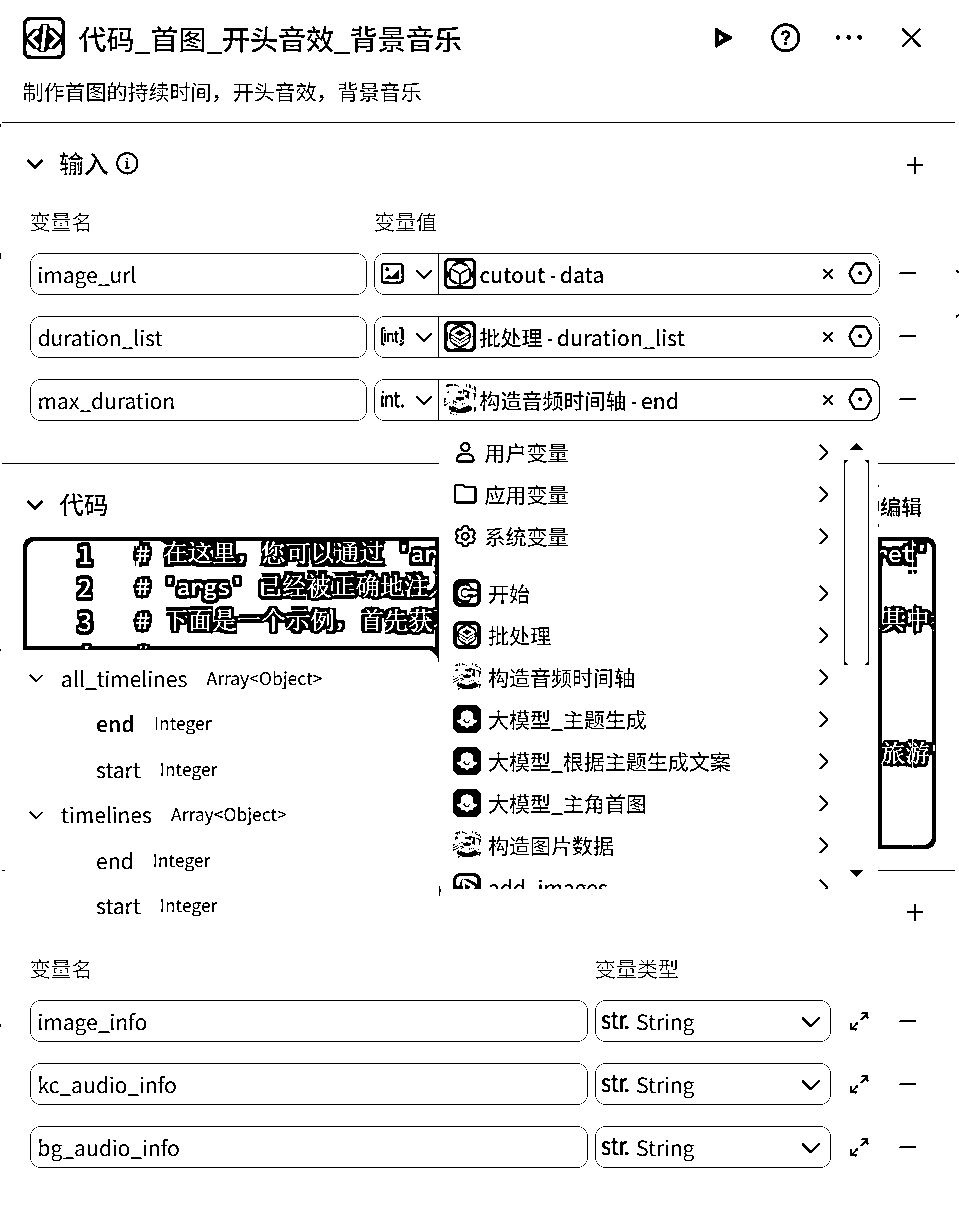 代码_首图_开头音效_背景音乐
制作首图的持续时间，开头音效，背景音乐
输入
变量名 变量值
image_url cutout - data
duration_list [int] 批处理 - duration_list
max_duration int. 构造音频时间轴 - end
用户变量
应用变量
系统变量
代码 编辑
1 # 在这里，您可以通过 'ar ret'
2 # 'args' 已经被正确地注
3 # 下面是一个示例，首先获 其中
开始
批处理
构造音频时间轴
大模型_主题生成
大模型_根据主题生成文案 旅游
大模型_主角首图
构造图片数据
add_images
all_timelines Array<Object>
end Integer
start Integer
timelines Array<Object>
end Integer
start Integer
变量名 变量类型
image_info str. String
kc_audio_info str. String
bg_audio_info str. String